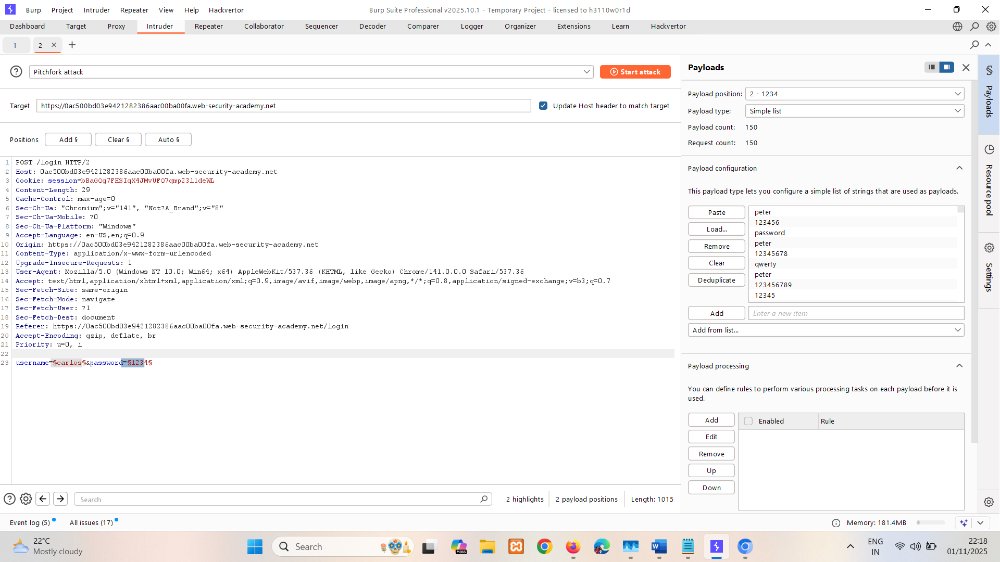 Burp Project Intruder Repeater View Help Hackvertor
Burp Suite Professional v2025.10.1 - Temporary Project - licensed to h3110w0r1d
Dashboard Target Proxy Intruder Repeater Collaborator Sequencer Decoder Comparer Logger Organizer Extensions Learn Hackvertor
1 2 × +
Pitchfork attack
Start attack
Target https://0ac500bd03e9421282386aac00ba00fa.web-security-academy.net
Update Host header to match target
Positions Add § Clear § Auto §
1 POST /login HTTP/2
2 Host: 0ac500bd03e9421282386aac00ba00fa.web-security-academy.net
3 Cookie: session=bBaGQg7FHSIqX4JMvUFQ7qmp23l1deWL
4 Content-Length: 29
5 Cache-Control: max-age=0
6 Sec-Ch-Ua: "Chromium";v="141", "Not?A_Brand";v="8"
7 Sec-Ch-Ua-Mobile: ?0
8 Sec-Ch-Ua-Platform: "Windows"
9 Accept-Language: en-US,en;q=0.9
10 Origin: https://0ac500bd03e9421282386aac00ba00fa.web-security-academy.net
11 Content-Type: application/x-www-form-urlencoded
12 Upgrade-Insecure-Requests: 1
13 User-Agent: Mozilla/5.0 (Windows NT 10.0; Win64; x64) AppleWebKit/537.36 (KHTML, like Gecko) Chrome/141.0.0.0 Safari/537.36
14 Accept: text/html,application/xhtml+xml,application/xml;q=0.9,image/avif,image/webp,image/apng,*/*;q=0.8,application/signed-exchange;v=b3;q=0.7
15 Sec-Fetch-Site: same-origin
16 Sec-Fetch-Mode: navigate
17 Sec-Fetch-User: ?1
18 Sec-Fetch-Dest: document
19 Referer: https://0ac500bd03e9421282386aac00ba00fa.web-security-academy.net/login
20 Accept-Encoding: gzip, deflate, br
21 Priority: u=0, i
22
23 username=§carlos§&password=§1234§
Search
2 highlights
2 payload positions
Length: 1015
Payloads
Payload position: 2 - 1234
Payload type: Simple list
Payload count: 150
Request count: 150
Payload configuration
This payload type lets you configure a simple list of strings that are used as payloads.
Paste
Load...
Remove
Clear
Deduplicate
peter
123456
password
peter
12345678
qwerty
peter
123456789
12345
Add Enter a new item
Add from list...
Payload processing
You can define rules to perform various processing tasks on each payload before it is
used.
Add
Edit
Remove
Up
Down
Enabled Rule
§ Payloads
Resource pool
Settings
Event log (5) All issues (17)
Memory: 181.4MB
22°C
Mostly cloudy
Search
M365
W
ENG
IN
22:18
01/11/2025